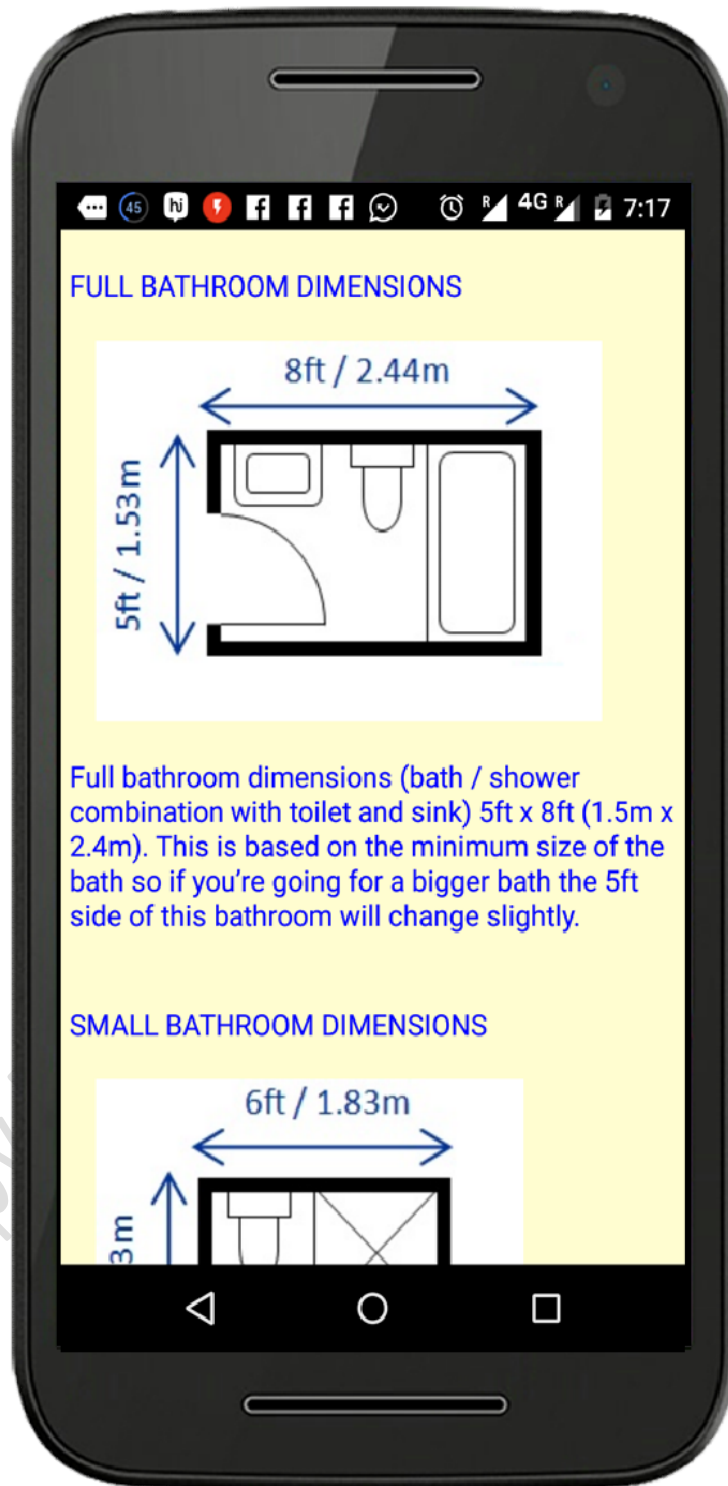 45 hi R 4G R 7:17
FULL BATHROOM DIMENSIONS
8ft / 2.44m
5ft / 1.53m
Full bathroom dimensions (bath / shower
combination with toilet and sink) 5ft x 8ft (1.5m x
2.4m). This is based on the minimum size of the
bath so if you’re going for a bigger bath the 5ft
side of this bathroom will change slightly.
SMALL BATHROOM DIMENSIONS
6ft / 1.83m
3m